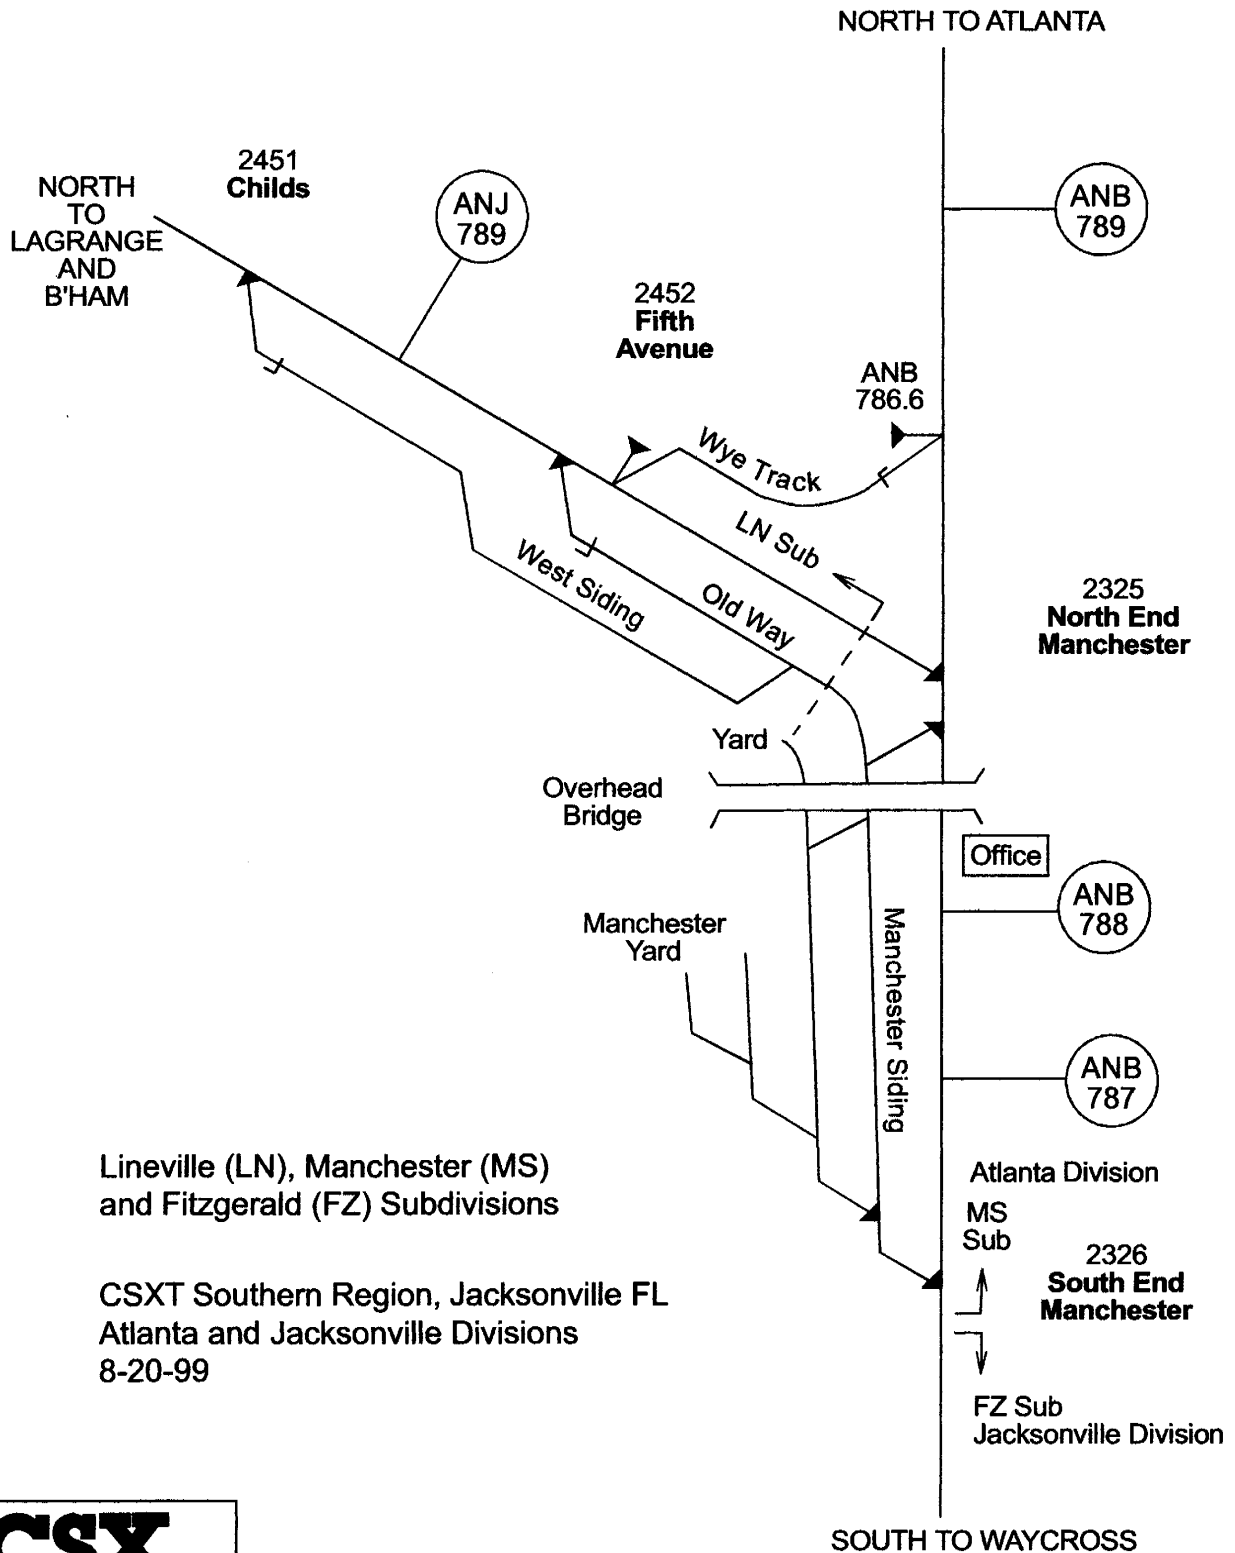 NORTH TO ATLANTA
2451
Childs
NORTH
TO
LAGRANGE
AND
B'HAM
ANJ
789
ANB
789
2452
Fifth
Avenue
ANB
786.6
Wye Track
LN Sub
West Siding
Old Way
2325
North End
Manchester
Yard
Overhead
Bridge
Office
ANB
788
Manchester
Yard
Manchester Siding
ANB
787
Lineville (LN), Manchester (MS)
and Fitzgerald (FZ) Subdivisions
Atlanta Division
MS
Sub
2326
South End
Manchester
CSXT Southern Region, Jacksonville FL
Atlanta and Jacksonville Divisions
8-20-99
FZ Sub
Jacksonville Division
CSX
SOUTH TO WAYCROSS